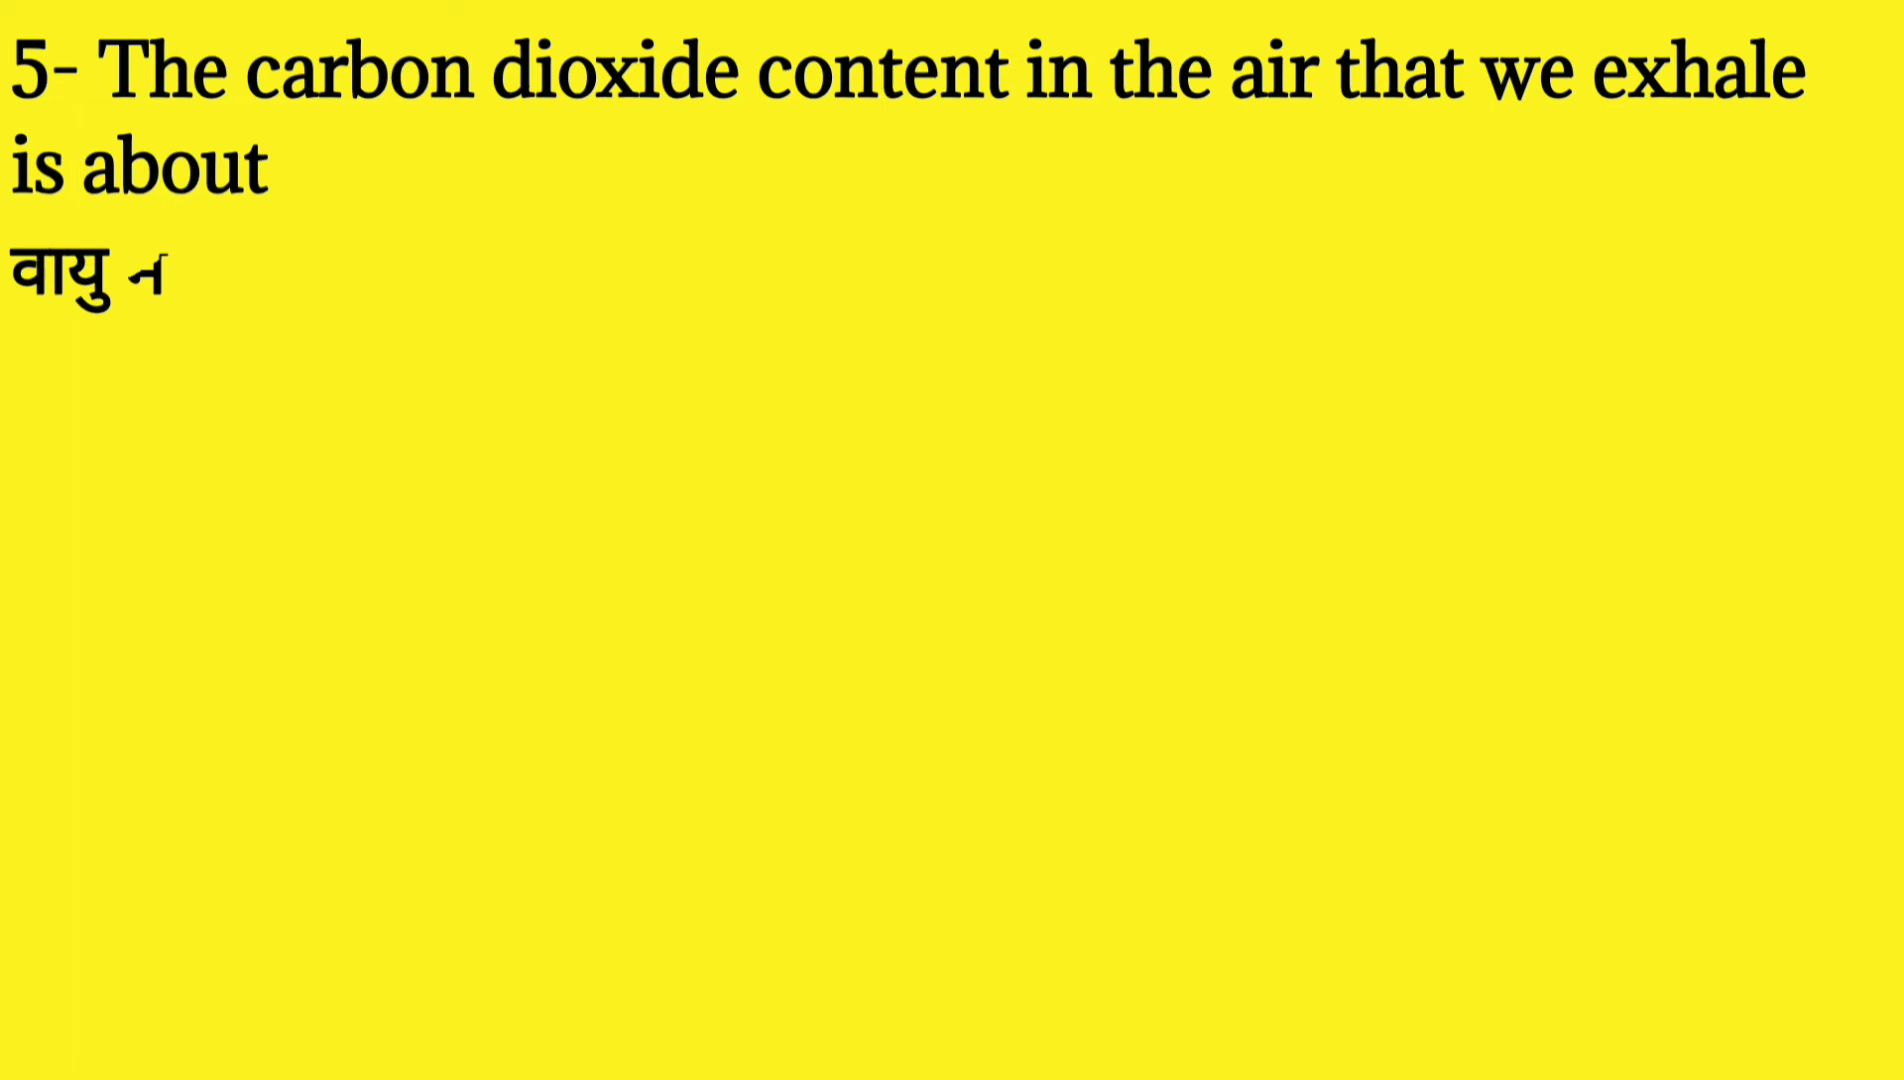 5- The carbon dioxide content in the air that we exhale
is about
वायु